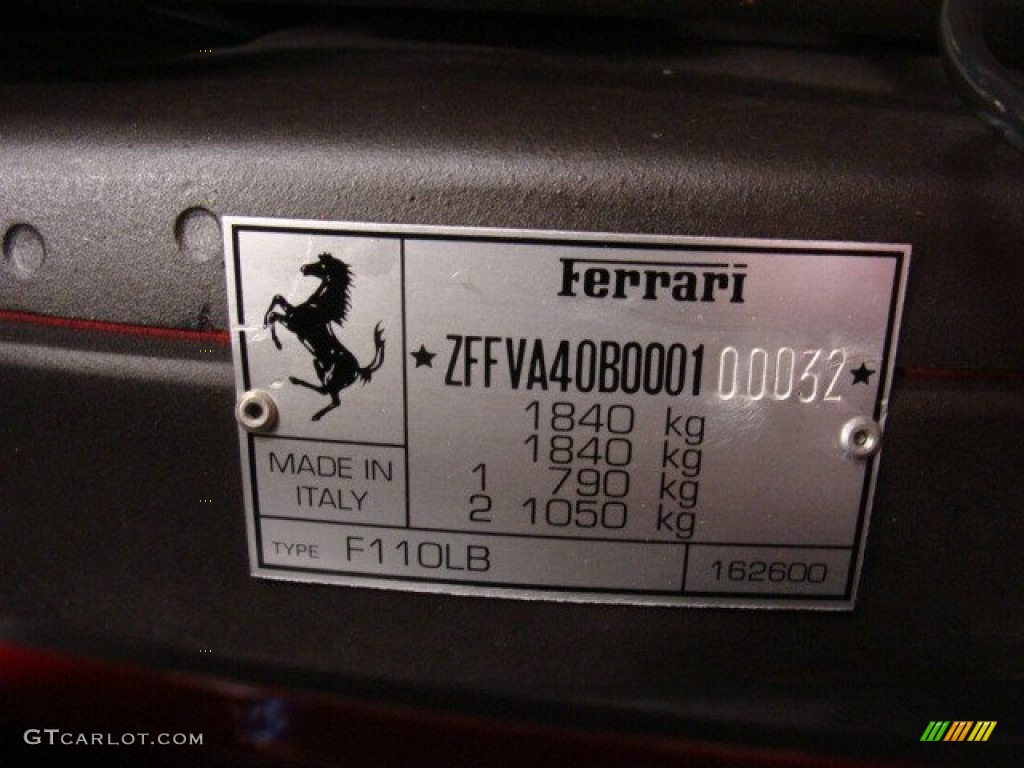 Ferrari
★ ZFFVA40B000100032 ★
1840 kg
1840 kg
1 790 kg
2 1050 kg
MADE IN
ITALY
TYPE F110LB
162600
GTCARLOT.COM